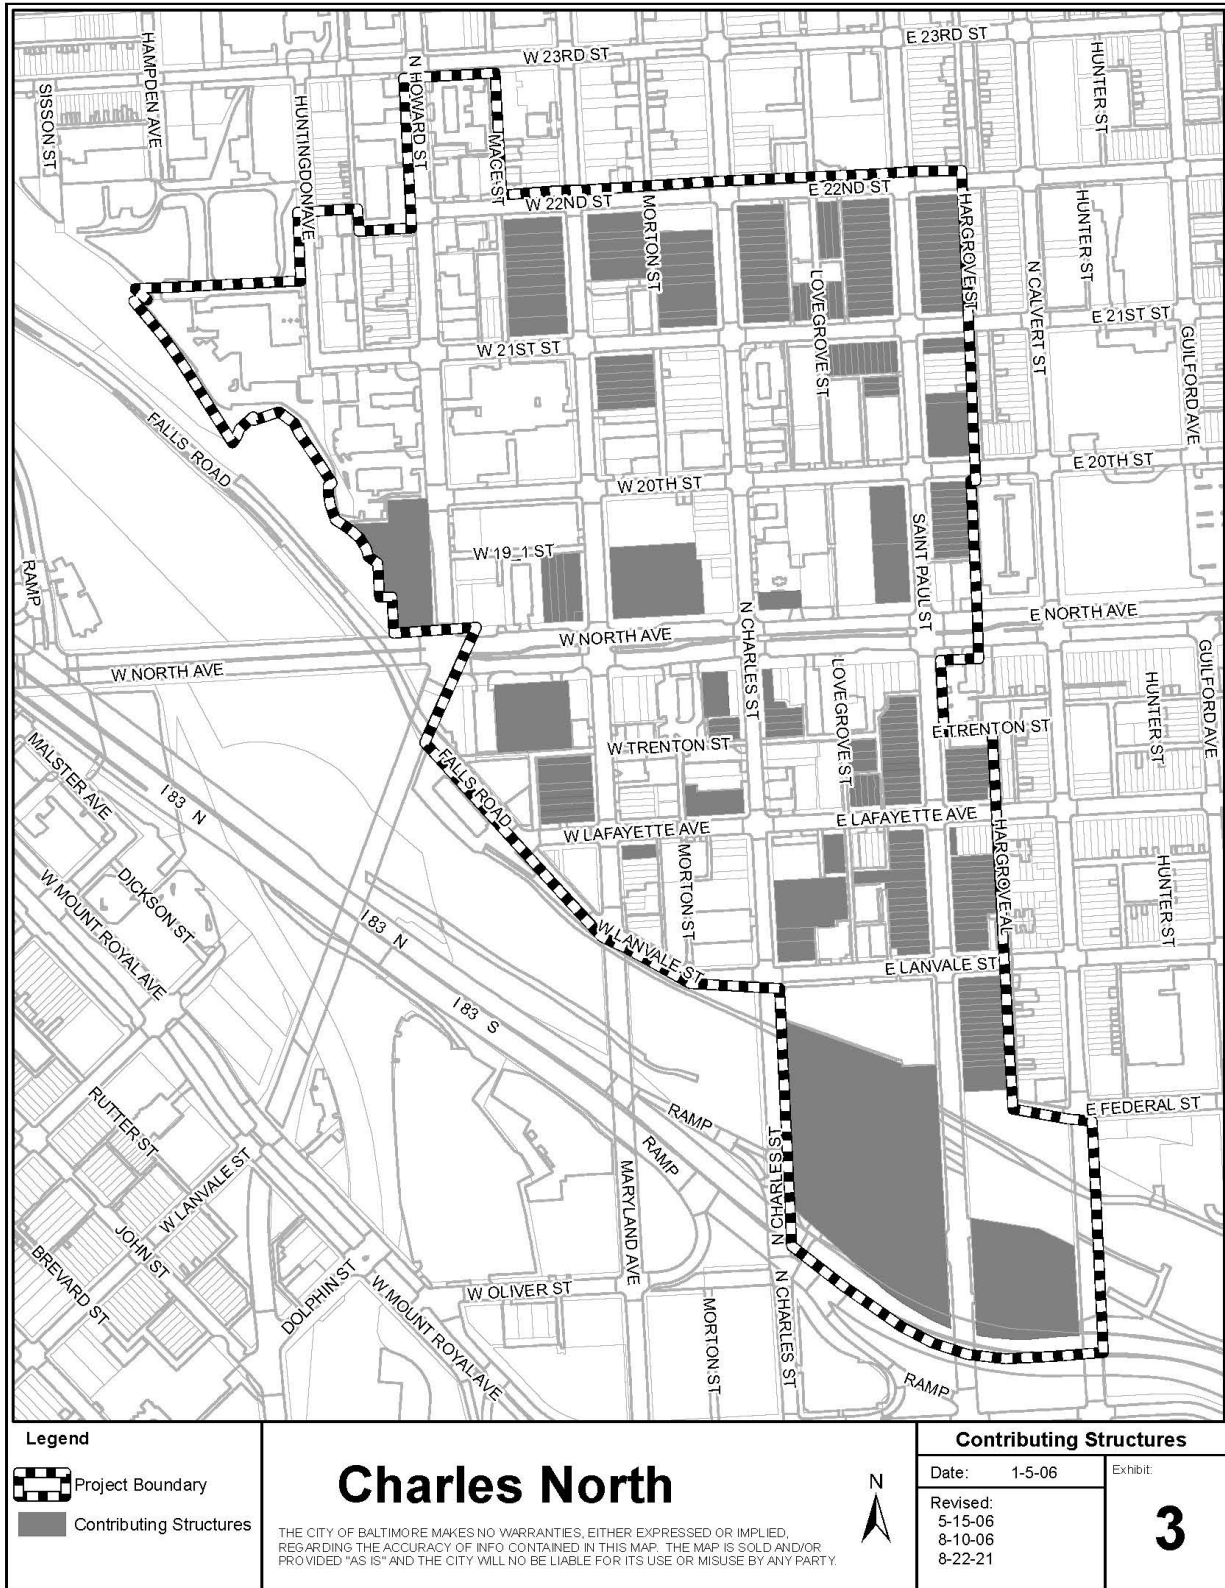 E 23RD ST
W 23RD ST
HAMPDEN AVE
SISSON ST
HUNTINGDON AVE
N HOWARD ST
MACE ST
HUNTER ST
E 22ND ST
W 22ND ST
MORTON ST
HARGROVE ST
HUNTER ST
N CALVERT ST
LOVEGROVE ST
E 21ST ST
W 21ST ST
GUILFORD AVE
FALLS ROAD
E 20TH ST
W 20TH ST
SAINT PAUL ST
W 19_1 ST
RAMP
N CHARLES ST
E NORTH AVE
W NORTH AVE
W NORTH AVE
GUILFORD AVE
HUNTER ST
LOVEGROVE ST
E TRENTON ST
W TRENTON ST
MALSTER AVE
I 83 N
FALLS ROAD
W LAFAYETTE AVE
E LAFAYETTE AVE
HARGROVE AL
MORTON ST
HUNTER ST
DICKSON ST
W MOUNT ROYAL AVE
I 83 N
W LANVALE ST
E LANVALE ST
I 83 S
RUTTER ST
W LANVALE ST
RAMP
RAMP
E FEDERAL ST
N CHARLES ST
MARYLAND AVE
JOHN ST
BREVARD ST
DOLPHIN ST
W MOUNT ROYAL AVE
W OLIVER ST
MORTON ST
N CHARLES ST
RAMP
Legend
Project Boundary
Contributing Structures
Charles North
THE CITY OF BALTIMORE MAKES NO WARRANTIES, EITHER EXPRESSED OR IMPLIED,
REGARDING THE ACCURACY OF INFO CONTAINED IN THIS MAP. THE MAP IS SOLD AND/OR
PROVIDED "AS IS" AND THE CITY WILL NO BE LIABLE FOR ITS USE OR MISUSE BY ANY PARTY.
N
Contributing Structures
Date: 1-5-06
Revised:
5-15-06
8-10-06
8-22-21
Exhibit:
3